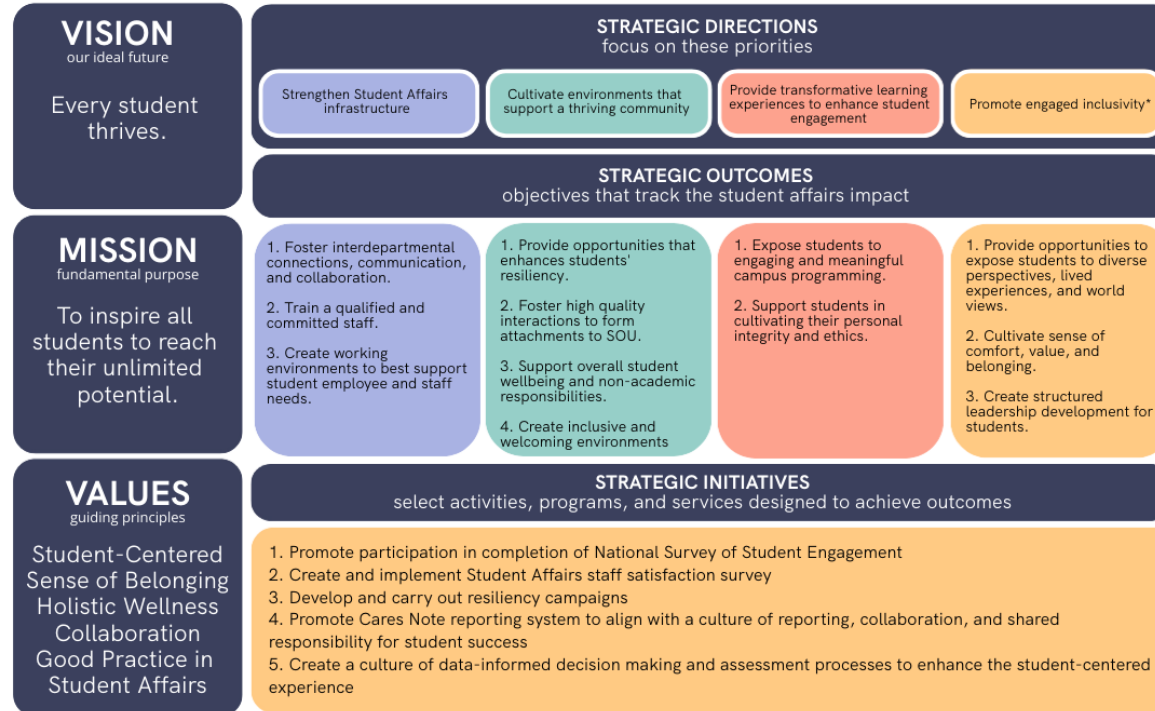 VISION
our ideal future
Every student
thrives.
STRATEGIC DIRECTIONS
focus on these priorities
Strengthen Student Affairs
infrastructure
Cultivate environments that
support a thriving community
Provide transformative learning
experiences to enhance student
engagement
Promote engaged inclusivity*
STRATEGIC OUTCOMES
objectives that track the student affairs impact
MISSION
fundamental purpose
To inspire all
students to reach
their unlimited
potential.
1. Foster interdepartmental
connections, communication,
and collaboration.
2. Train a qualified and
committed staff.
3. Create working
environments to best support
student employee and staff
needs.
1. Provide opportunities that
enhances students'
resiliency.
2. Foster high quality
interactions to form
attachments to SOU.
3. Support overall student
wellbeing and non-academic
responsibilities.
4. Create inclusive and
welcoming environments
1. Expose students to
engaging and meaningful
campus programming.
2. Support students in
cultivating their personal
integrity and ethics.
1. Provide opportunities to
expose students to diverse
perspectives, lived
experiences, and world
views.
2. Cultivate sense of
comfort, value, and
belonging.
3. Create structured
leadership development for
students.
VALUES
guiding principles
Student-Centered
Sense of Belonging
Holistic Wellness
Collaboration
Good Practice in
Student Affairs
STRATEGIC INITIATIVES
select activities, programs, and services designed to achieve outcomes
1. Promote participation in completion of National Survey of Student Engagement
2. Create and implement Student Affairs staff satisfaction survey
3. Develop and carry out resiliency campaigns
4. Promote Cares Note reporting system to align with a culture of reporting, collaboration, and shared
responsibility for student success
5. Create a culture of data-informed decision making and assessment processes to enhance the student-centered
experience